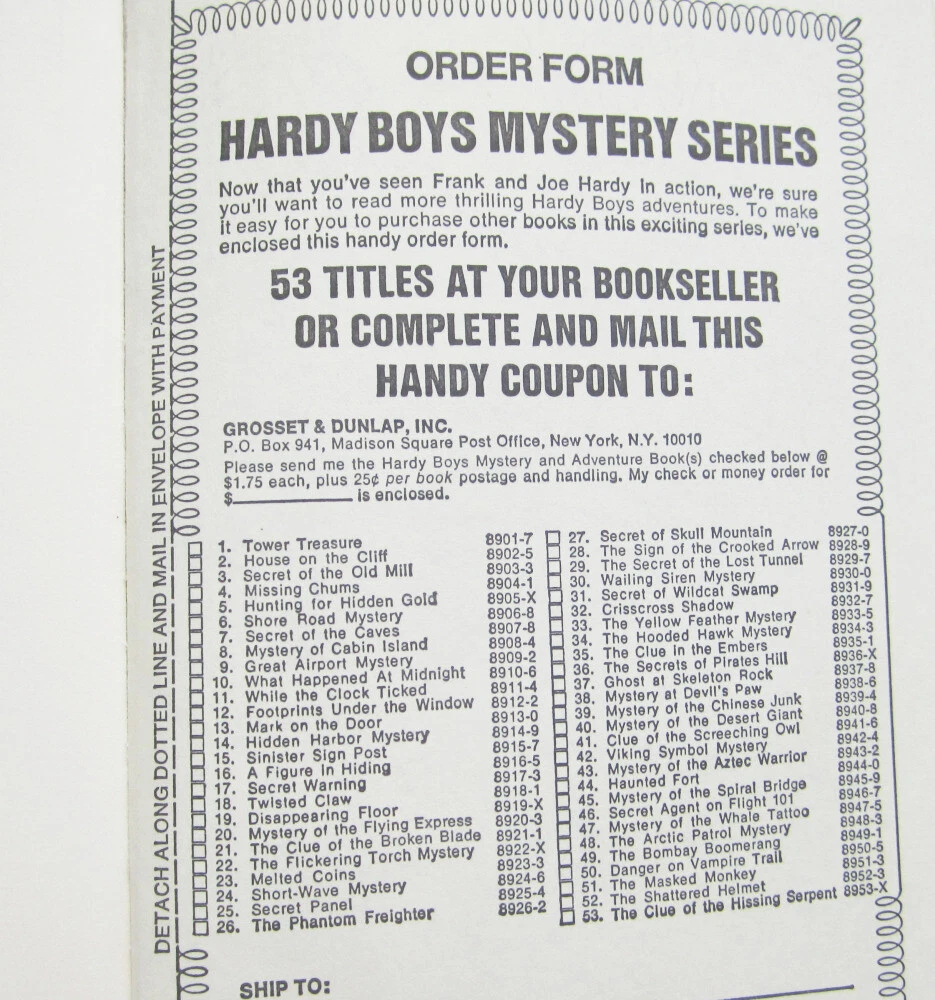 ORDER FORM
HARDY BOYS MYSTERY SERIES
Now that you've seen Frank and Joe Hardy in action, we're sure
you'll want to read more thrilling Hardy Boys adventures. To make
it easy for you to purchase other books in this exciting series, we've
enclosed this handy order form.
53 TITLES AT YOUR BOOKSELLER
OR COMPLETE AND MAIL THIS
HANDY COUPON TO:
GROSSET & DUNLAP, INC.
P.O. Box 941, Madison Square Post Office, New York, N.Y. 10010
Please send me the Hardy Boys Mystery and Adventure Book(s) checked below @
$1.75 each, plus 25¢ per book postage and handling. My check or money order for
$____________ is enclosed.
1. Tower Treasure 8901-7
2. House on the Cliff 8902-5
3. Secret of the Old Mill 8903-3
4. Missing Chums 8904-1
5. Hunting for Hidden Gold 8905-X
6. Shore Road Mystery 8906-8
7. Secret of the Caves 8907-8
8. Mystery of Cabin Island 8908-4
9. Great Airport Mystery 8909-2
10. What Happened At Midnight 8910-6
11. While the Clock Ticked 8911-4
12. Footprints Under the Window 8912-2
13. Mark on the Door 8913-0
14. Hidden Harbor Mystery 8914-9
15. Sinister Sign Post 8915-7
16. A Figure In Hiding 8916-5
17. Secret Warning 8917-3
18. Twisted Claw 8918-1
19. Disappearing Floor 8919-X
20. Mystery of the Flying Express 8920-3
21. The Clue of the Broken Blade 8921-1
22. The Flickering Torch Mystery 8922-X
23. Melted Coins 8923-3
24. Short-Wave Mystery 8924-6
25. Secret Panel 8925-4
26. The Phantom Freighter 8926-2
27. Secret of Skull Mountain 8927-0
28. The Sign of the Crooked Arrow 8928-9
29. The Secret of the Lost Tunnel 8929-7
30. Wailing Siren Mystery 8930-0
31. Secret of Wildcat Swamp 8931-9
32. Crisscross Shadow 8932-7
33. The Yellow Feather Mystery 8933-5
34. The Hooded Hawk Mystery 8934-3
35. The Clue in the Embers 8935-1
36. The Secrets of Pirates Hill 8936-X
37. Ghost at Skeleton Rock 8937-8
38. Mystery at Devil's Paw 8938-6
39. Mystery of the Chinese Junk 8939-4
40. Mystery of the Desert Giant 8940-8
41. Clue of the Screeching Owl 8941-6
42. Viking Symbol Mystery 8942-4
43. Mystery of the Aztec Warrior 8943-2
44. Haunted Fort 8944-0
45. Mystery of the Spiral Bridge 8945-9
46. Secret Agent on Flight 101 8946-7
47. Mystery of the Whale Tattoo 8947-5
48. The Arctic Patrol Mystery 8948-3
49. The Bombay Boomerang 8949-1
50. Danger on Vampire Trail 8950-5
51. The Masked Monkey 8951-3
52. The Shattered Helmet 8952-3
53. The Clue of the Hissing Serpent 8953-X
SHIP TO:
DETACH ALONG DOTTED LINE AND MAIL IN ENVELOPE WITH PAYMENT